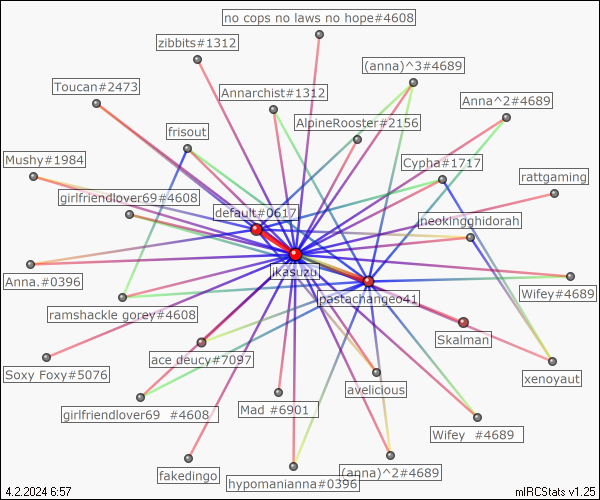 no cops no laws no hope#4608
zibbits#1312
(anna)^3#4689
Toucan#2473
Annarchist#1312
Anna^2#4689
AlpineRooster#2156
frisout
Mushy#1984
Cypha#1717
rattgaming
girlfriendlover69#4608
default#0617
neokingghidorah
ikasuzu
Anna.#0396
pastachangeo41
Wifey#4689
ramshackle gorey#4608
Skalman
ace deucy#7097
Soxy Foxy#5076
xenoyaut
avelicious
girlfriendlover69 #4608
Mad #6901
Wifey #4689
fakedingo
hypomanianna#0396
(anna)^2#4689
4.2.2024 6:57
mIRCStats v1.25